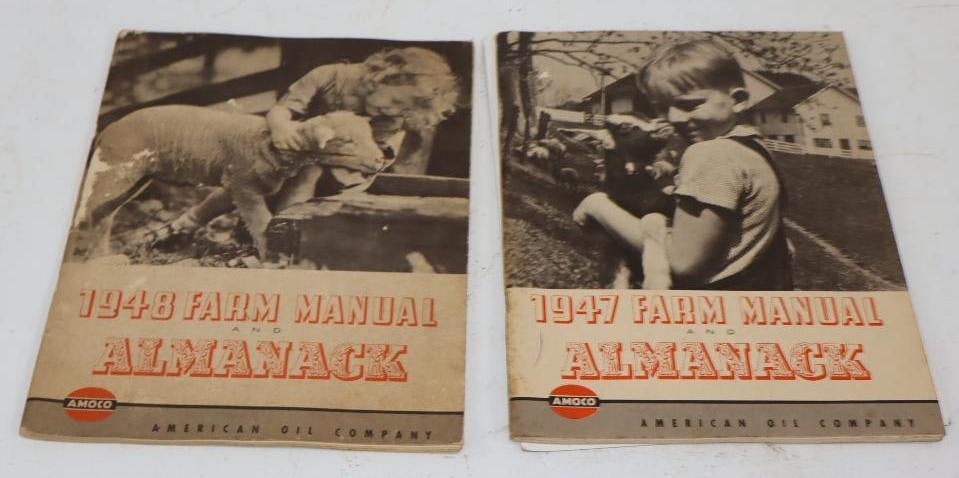 1948 FARM MANUAL
AND
ALMANACK
AMOCO
AMERICAN OIL COMPANY
1947 FARM MANUAL
AND
ALMANACK
AMOCO
AMERICAN OIL COMPANY